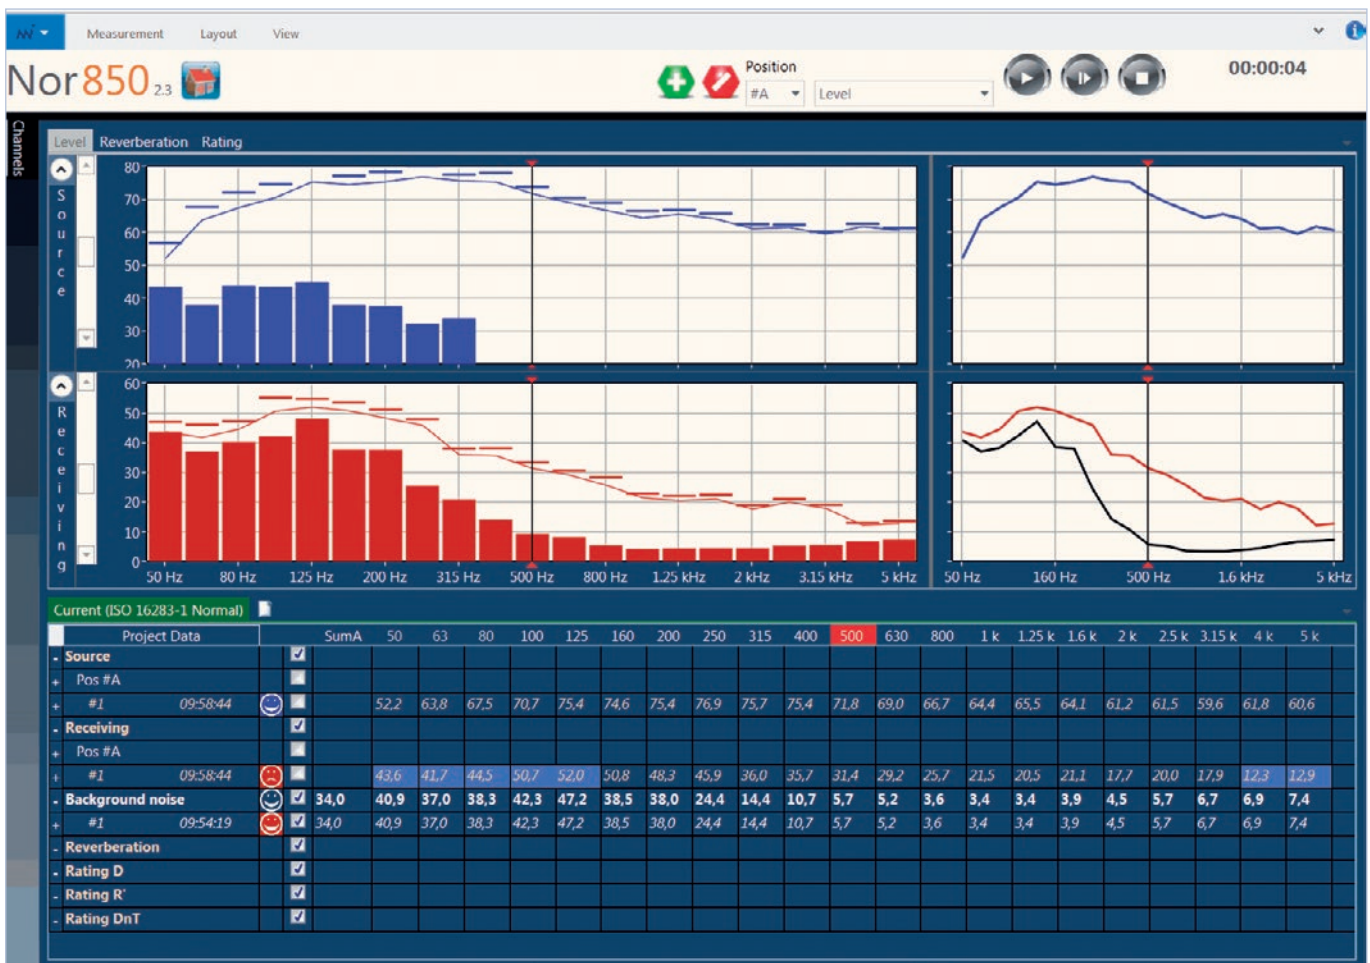 Measurement Layout View
Nor850 2.3
Position
#A Level
00:00:04
Channels
Level Reverberation Rating
Source
80
70
60
50
40
30
20
Receiving
60
50
40
30
20
10
0
50 Hz 80 Hz 125 Hz 200 Hz 315 Hz 500 Hz 800 Hz 1.25 kHz 2 kHz 3.15 kHz 5 kHz
50 Hz 160 Hz 500 Hz 1.6 kHz 5 kHz
Current (ISO 16283-1 Normal)
Project Data SumA 50 63 80 100 125 160 200 250 315 400 500 630 800 1 k 1.25 k 1.6 k 2 k 2.5 k 3.15 k 4 k 5 k
- Source
+ Pos #A
+ #1 09:58:44 52,2 63,8 67,5 70,7 75,4 74,6 75,4 76,9 75,7 75,4 71,8 69,0 66,7 64,4 65,5 64,1 61,2 61,5 59,6 61,8 60,6
- Receiving
+ Pos #A
+ #1 09:58:44 43,6 41,7 44,5 50,7 52,0 50,8 48,3 45,9 36,0 35,7 31,4 29,2 25,7 21,5 20,5 21,1 17,7 20,0 17,9 12,3 12,9
- Background noise 34,0 40,9 37,0 38,3 42,3 47,2 38,5 38,0 24,4 14,4 10,7 5,7 5,2 3,6 3,4 3,4 3,9 4,5 5,7 6,7 6,9 7,4
+ #1 09:54:19 34,0 40,9 37,0 38,3 42,3 47,2 38,5 38,0 24,4 14,4 10,7 5,7 5,2 3,6 3,4 3,4 3,9 4,5 5,7 6,7 6,9 7,4
- Reverberation
- Rating D
- Rating R'
- Rating DnT